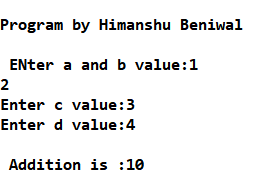 Program by Himanshu Beniwal
ENter a and b value:1
2
Enter c value:3
Enter d value:4
Addition is :10